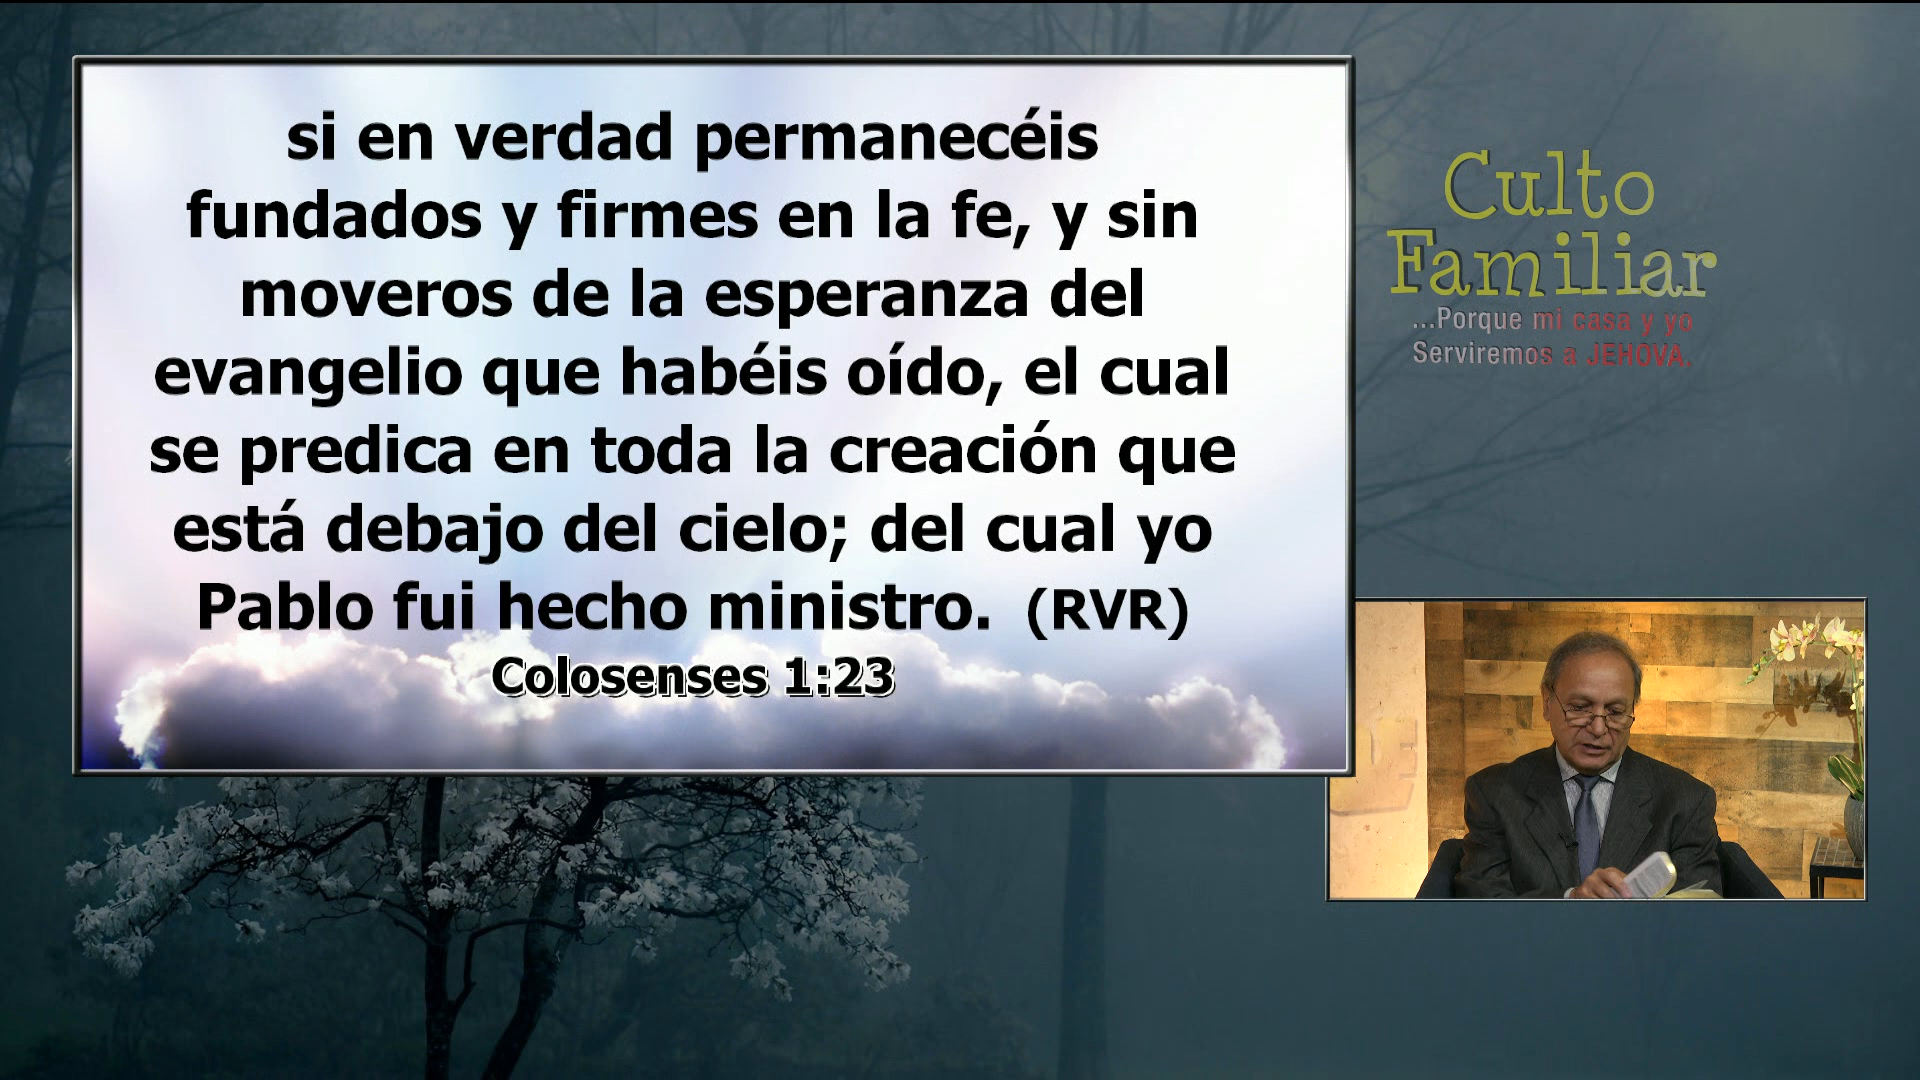 si en verdad permanecéis
fundados y firmes en la fe, y sin
moveros de la esperanza del
evangelio que habéis oído, el cual
se predica en toda la creación que
está debajo del cielo; del cual yo
Pablo fui hecho ministro. (RVR)
Colosenses 1:23
Culto
Familiar
...Porque mi casa y yo
Serviremos a JEHOVA.